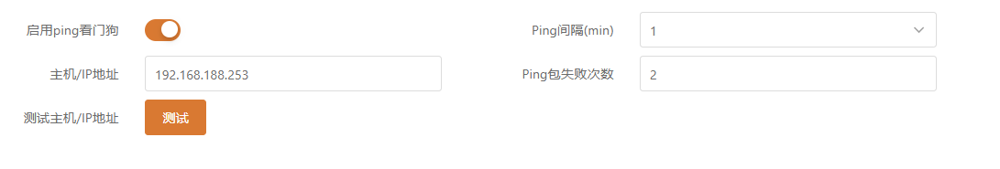 启用ping看门狗
Ping间隔(min)
1
主机/IP地址
192.168.188.253
Ping包失败次数
2
测试主机/IP地址
测试